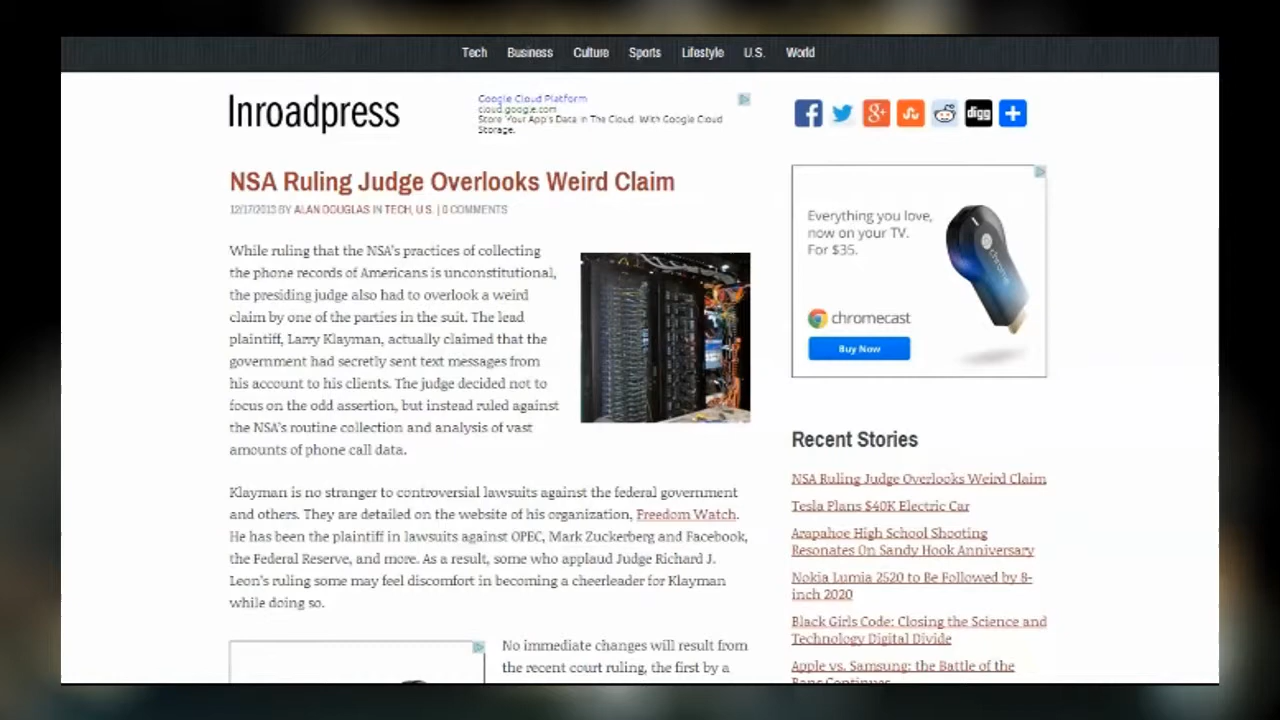 Tech Business Culture Sports Lifestyle U.S. World
Inroadpress
Google Cloud Platform
cloud.google.com
Store Your App's Data In The Cloud. With Google Cloud
Storage.
digg
NSA Ruling Judge Overlooks Weird Claim
12/17/2013 BY ALAN DOUGLAS IN TECH, U.S. | 0 COMMENTS
While ruling that the NSA's practices of collecting
the phone records of Americans is unconstitutional,
the presiding judge also had to overlook a weird
claim by one of the parties in the suit. The lead
plaintiff, Larry Klayman, actually claimed that the
government had secretly sent text messages from
his account to his clients. The judge decided not to
focus on the odd assertion, but instead ruled against
the NSA's routine collection and analysis of vast
amounts of phone call data.
Klayman is no stranger to controversial lawsuits against the federal government
and others. They are detailed on the website of his organization, Freedom Watch.
He has been the plaintiff in lawsuits against OPEC, Mark Zuckerberg and Facebook,
the Federal Reserve, and more. As a result, some who applaud Judge Richard J.
Leon's ruling some may feel discomfort in becoming a cheerleader for Klayman
while doing so.
No immediate changes will result from
the recent court ruling, the first by a
Everything you love,
now on your TV.
For $35.
chrome
chromecast
Buy Now
Recent Stories
NSA Ruling Judge Overlooks Weird Claim
Tesla Plans $40K Electric Car
Arapahoe High School Shooting
Resonates On Sandy Hook Anniversary
Nokia Lumia 2520 to Be Followed by 8-
inch 2020
Black Girls Code: Closing the Science and
Technology Digital Divide
Apple vs. Samsung: the Battle of the
Bans Continues